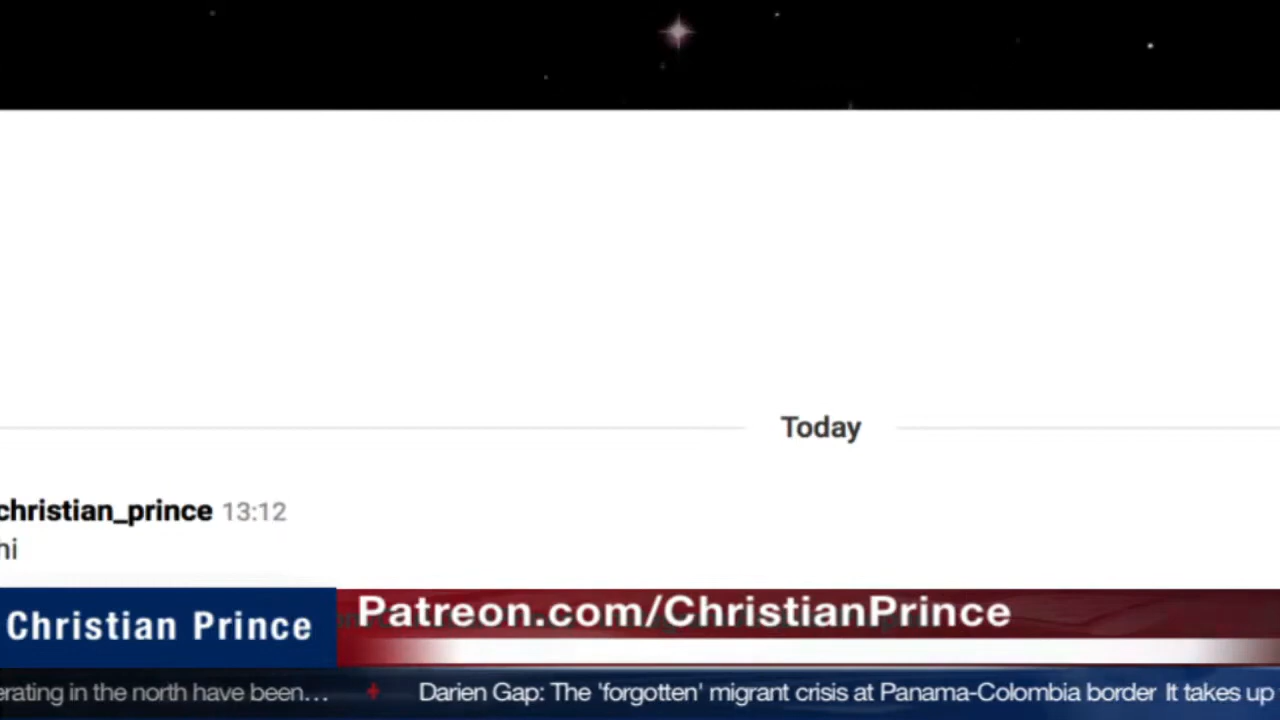 Today
christian_prince 13:12
hi
Christian Prince
Patreon.com/ChristianPrince
erating in the north have been...
Darien Gap: The 'forgotten' migrant crisis at Panama-Colombia border It takes up